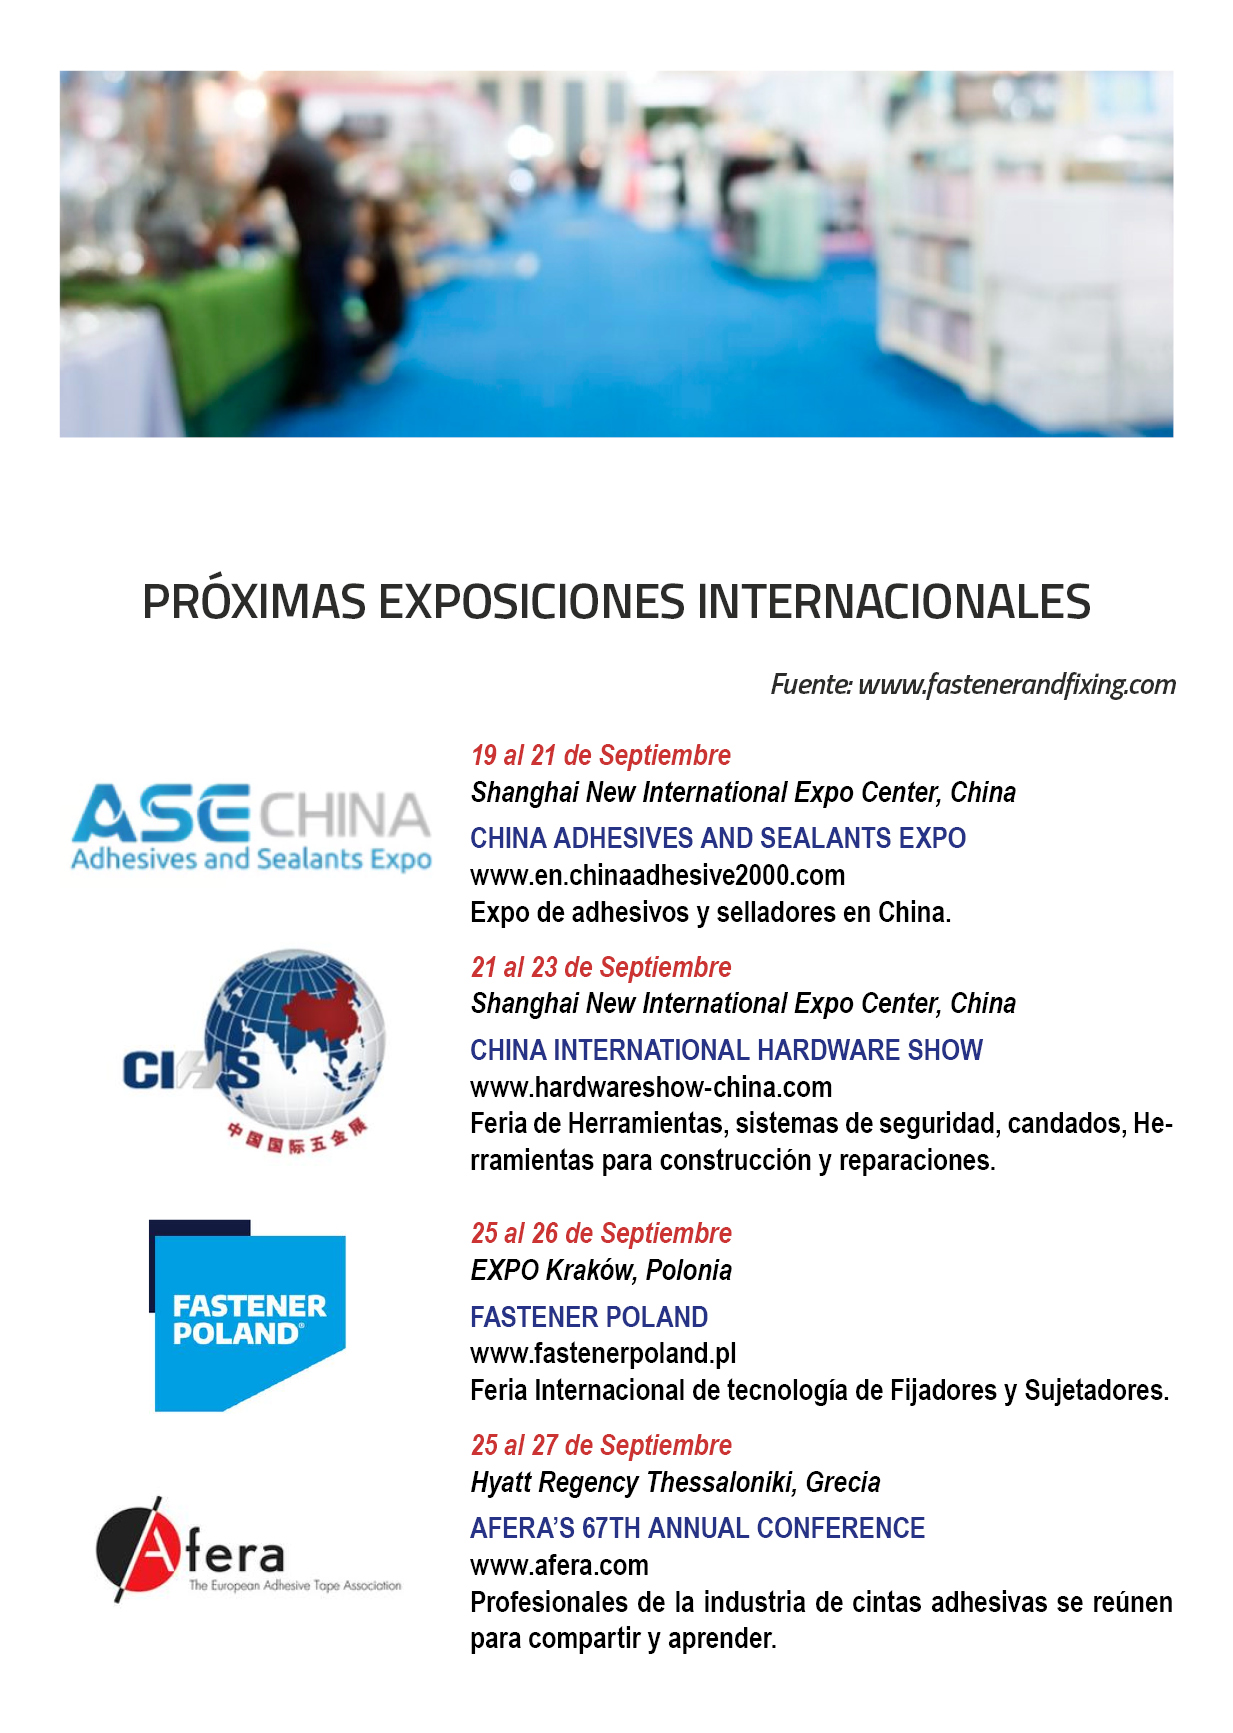 PRÓXIMAS EXPOSICIONES INTERNACIONALES
Fuente: www.fastenerandfixing.com
ASE CHINA
Adhesives and Sealants Expo
19 al 21 de Septiembre
Shanghai New International Expo Center, China
CHINA ADHESIVES AND SEALANTS EXPO
www.en.chinaadhesive2000.com
Expo de adhesivos y selladores en China.
CIHS
中国国际五金展
21 al 23 de Septiembre
Shanghai New International Expo Center, China
CHINA INTERNATIONAL HARDWARE SHOW
www.hardwareshow-china.com
Feria de Herramientas, sistemas de seguridad, candados, He-
rramientas para construcción y reparaciones.
FASTENER
POLAND®
25 al 26 de Septiembre
EXPO Kraków, Polonia
FASTENER POLAND
www.fastenerpoland.pl
Feria Internacional de tecnología de Fijadores y Sujetadores.
Afera
The European Adhesive Tape Association
25 al 27 de Septiembre
Hyatt Regency Thessaloniki, Grecia
AFERA’S 67TH ANNUAL CONFERENCE
www.afera.com
Profesionales de la industria de cintas adhesivas se reúnen
para compartir y aprender.